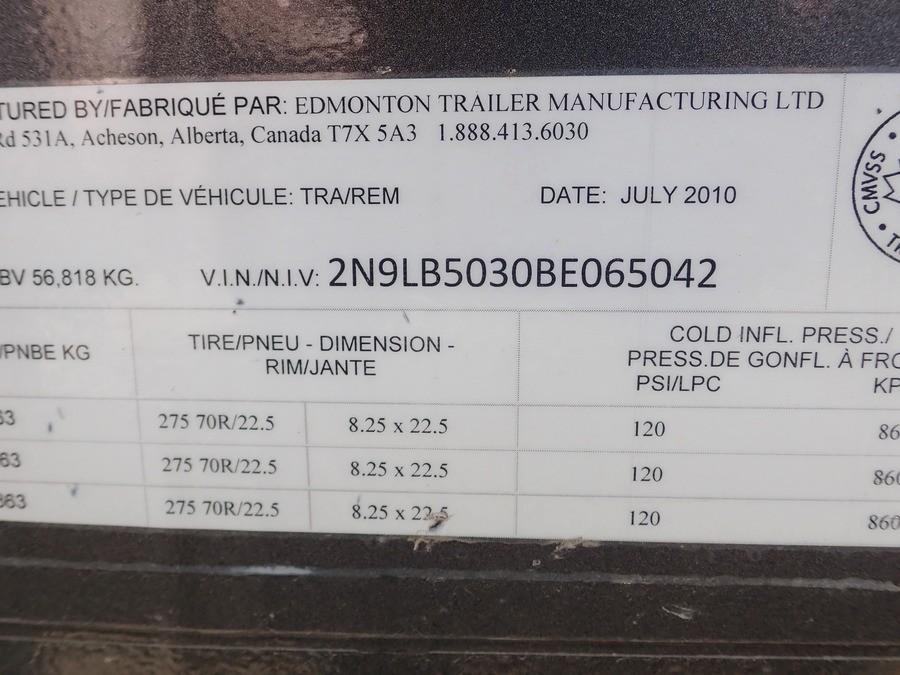 TURED BY/FABRIQUÉ PAR: EDMONTON TRAILER MANUFACTURING LTD
Rd 531A, Acheson, Alberta, Canada T7X 5A3 1.888.413.6030
EHICLE / TYPE DE VÉHICULE: TRA/REM DATE: JULY 2010
CMVSS
BV 56,818 KG. V.I.N./N.I.V: 2N9LB5030BE065042
/PNBE KG
TIRE/PNEU - DIMENSION -
RIM/JANTE
COLD INFL. PRESS./
PRESS.DE GONFL. À FRO
PSI/LPC KP
63 275 70R/22.5 8.25 x 22.5 120 86
863 275 70R/22.5 8.25 x 22.5 120 860
863 275 70R/22.5 8.25 x 22.5 120 860